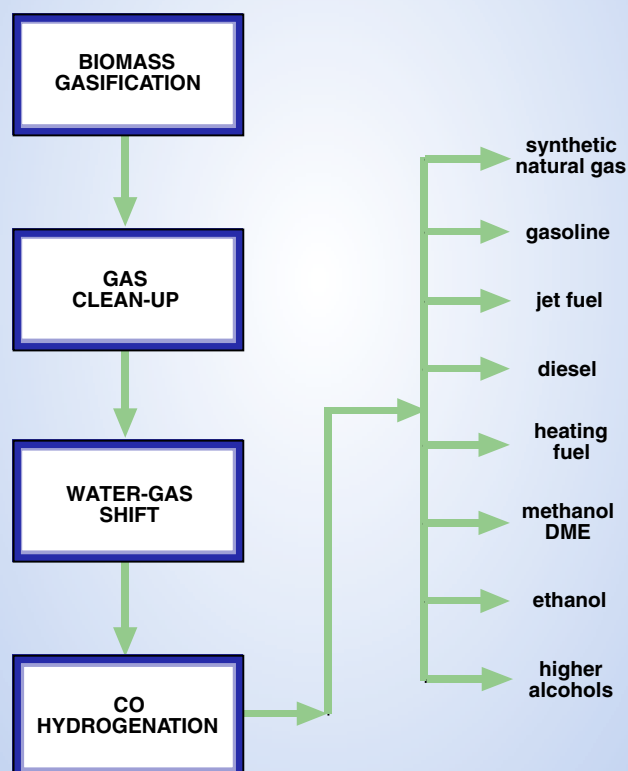 BIOMASS
GASIFICATION
GAS
CLEAN-UP
WATER-GAS
SHIFT
CO
HYDROGENATION
synthetic
natural gas
gasoline
jet fuel
diesel
heating
fuel
methanol
DME
ethanol
higher
alcohols